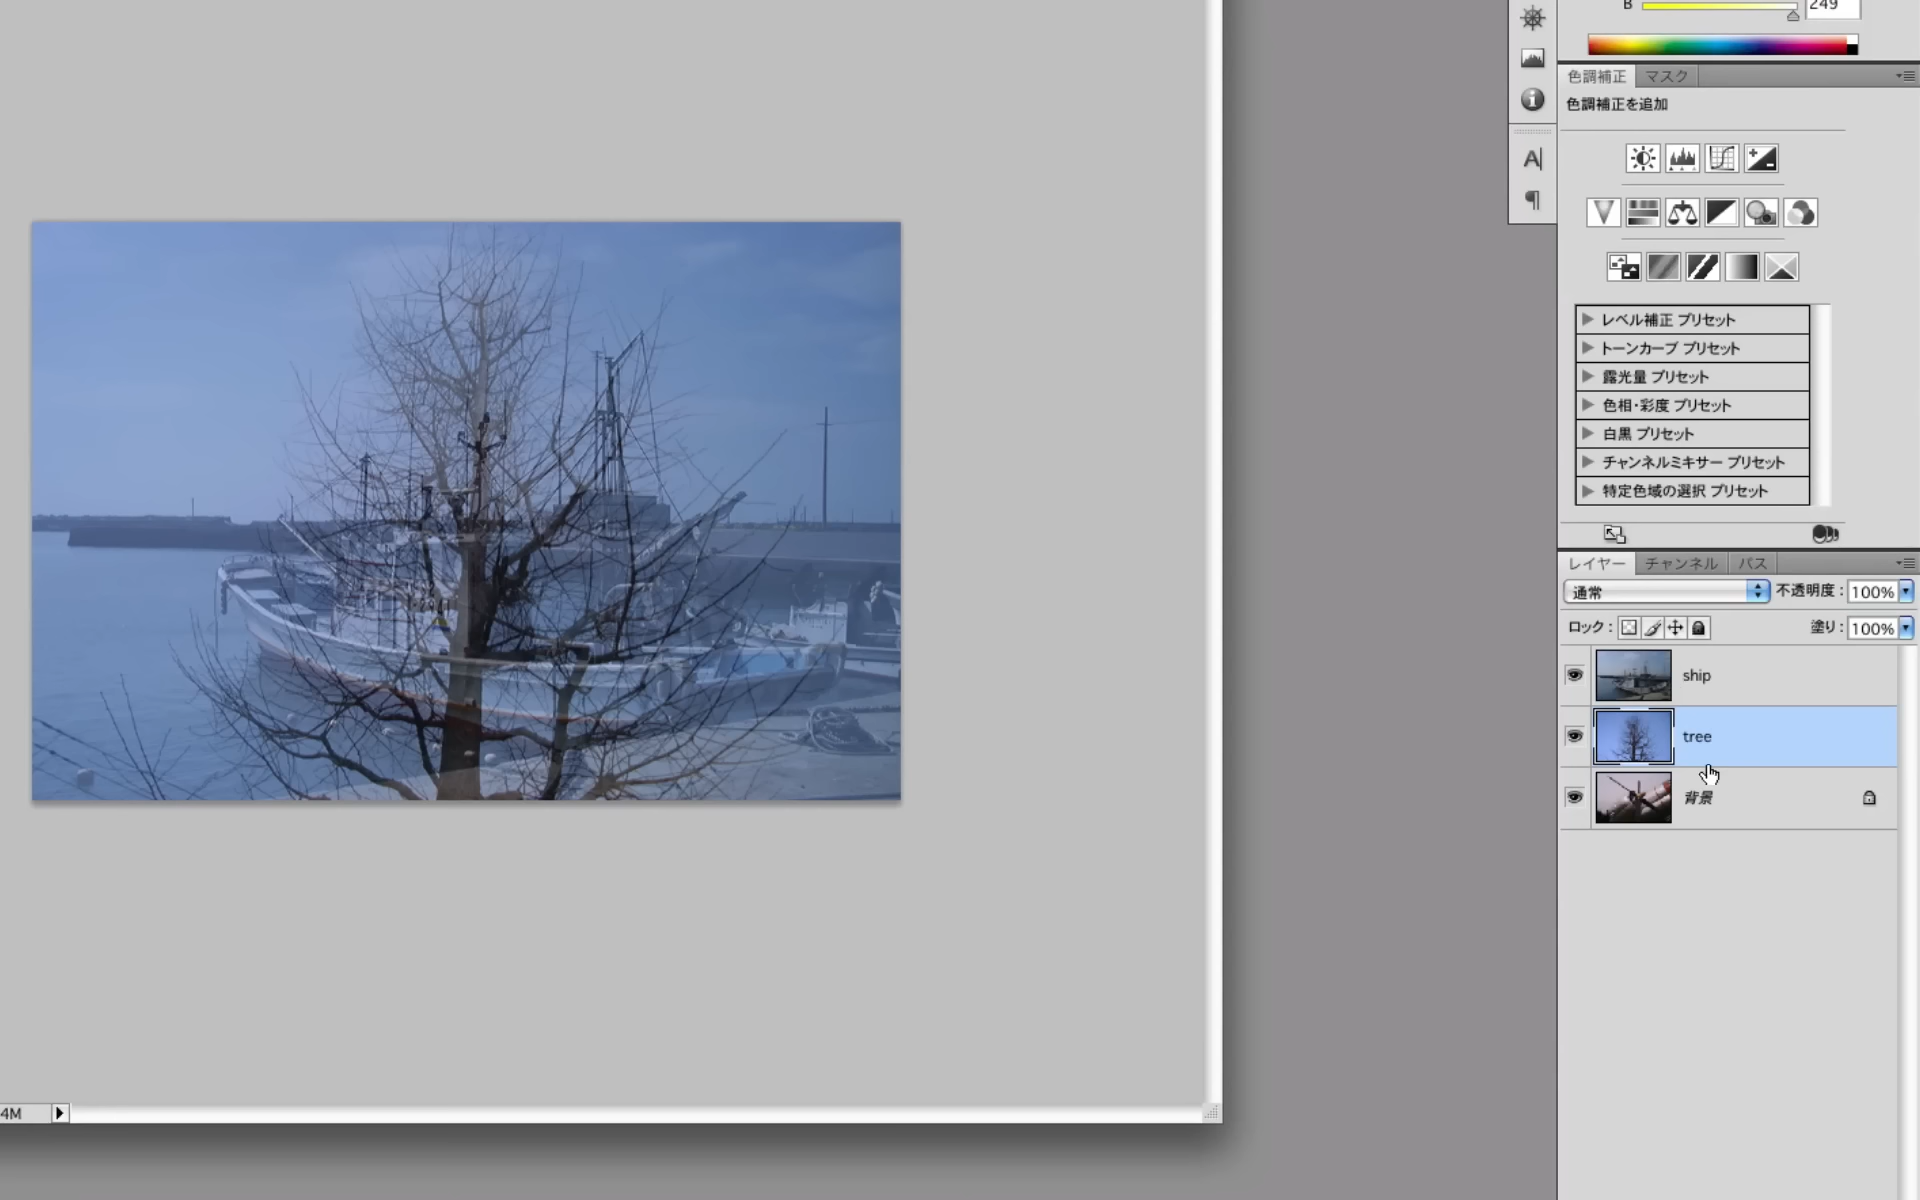 B 249
色調補正 マスク
色調補正を追加
A
レベル補正 プリセット
トーンカーブ プリセット
露光量 プリセット
色相・彩度 プリセット
白黒 プリセット
チャンネルミキサー プリセット
特定色域の選択 プリセット
レイヤー チャンネル パス
通常 不透明度: 100%
ロック: 塗り: 100%
ship
tree
背景
4M